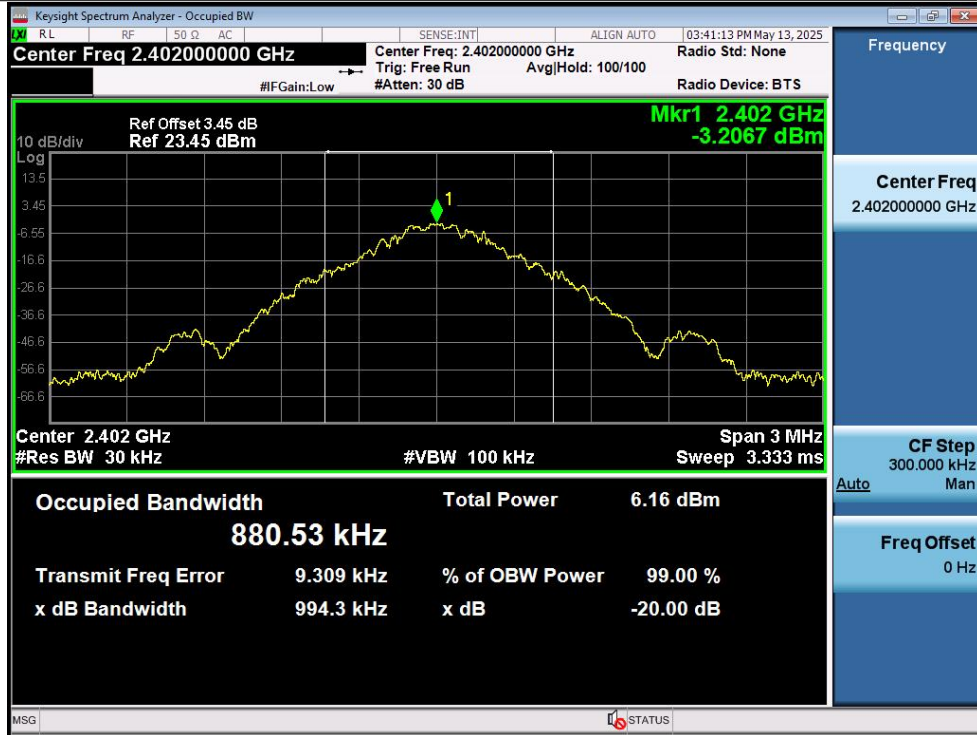 Keysight Spectrum Analyzer - Occupied BW
LXI RL RF 50 Ω AC SENSE:INT ALIGN AUTO 03:41:13 PM May 13, 2025
Center Freq 2.402000000 GHz
Center Freq: 2.402000000 GHz Radio Std: None
Trig: Free Run Avg|Hold: 100/100
#IFGain:Low #Atten: 30 dB Radio Device: BTS
Mkr1 2.402 GHz
-3.2067 dBm
Ref Offset 3.45 dB
10 dB/div Ref 23.45 dBm
Log
13.5
3.45
-6.55
-16.6
-26.6
-36.6
-46.6
-56.6
-66.6
1
Center 2.402 GHz Span 3 MHz
#Res BW 30 kHz #VBW 100 kHz Sweep 3.333 ms
Occupied Bandwidth Total Power 6.16 dBm
880.53 kHz
Transmit Freq Error 9.309 kHz % of OBW Power 99.00 %
x dB Bandwidth 994.3 kHz x dB -20.00 dB
MSG STATUS
Frequency
Center Freq
2.402000000 GHz
CF Step
300.000 kHz
Auto Man
Freq Offset
0 Hz